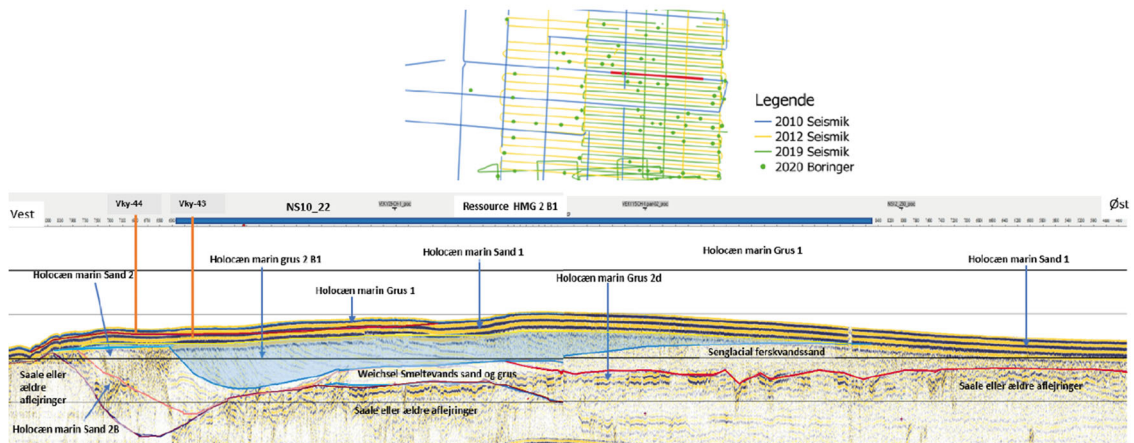 Legende
2010 Seismik
2012 Seismik
2019 Seismik
2020 Boringer
Vest
Vky-44
Vky-43
NS10_22
Ressource HMG 2 B1
Øst
Holocæn marin Sand 2
Holocæn marin grus 2 B1
Holocæn marin Sand 1
Holocæn marin Grus 1
Holocæn marin Sand 1
Holocæn marin Grus 1
Holocæn marin Grus 2d
Senglacial ferskvandssand
Saale eller
ældre
aflejringer
Weichsel Smeltevands sand og grus
Saale eller ældre aflejringer
Saale eller ældre aflejringer
Holocæn marin Sand 2B